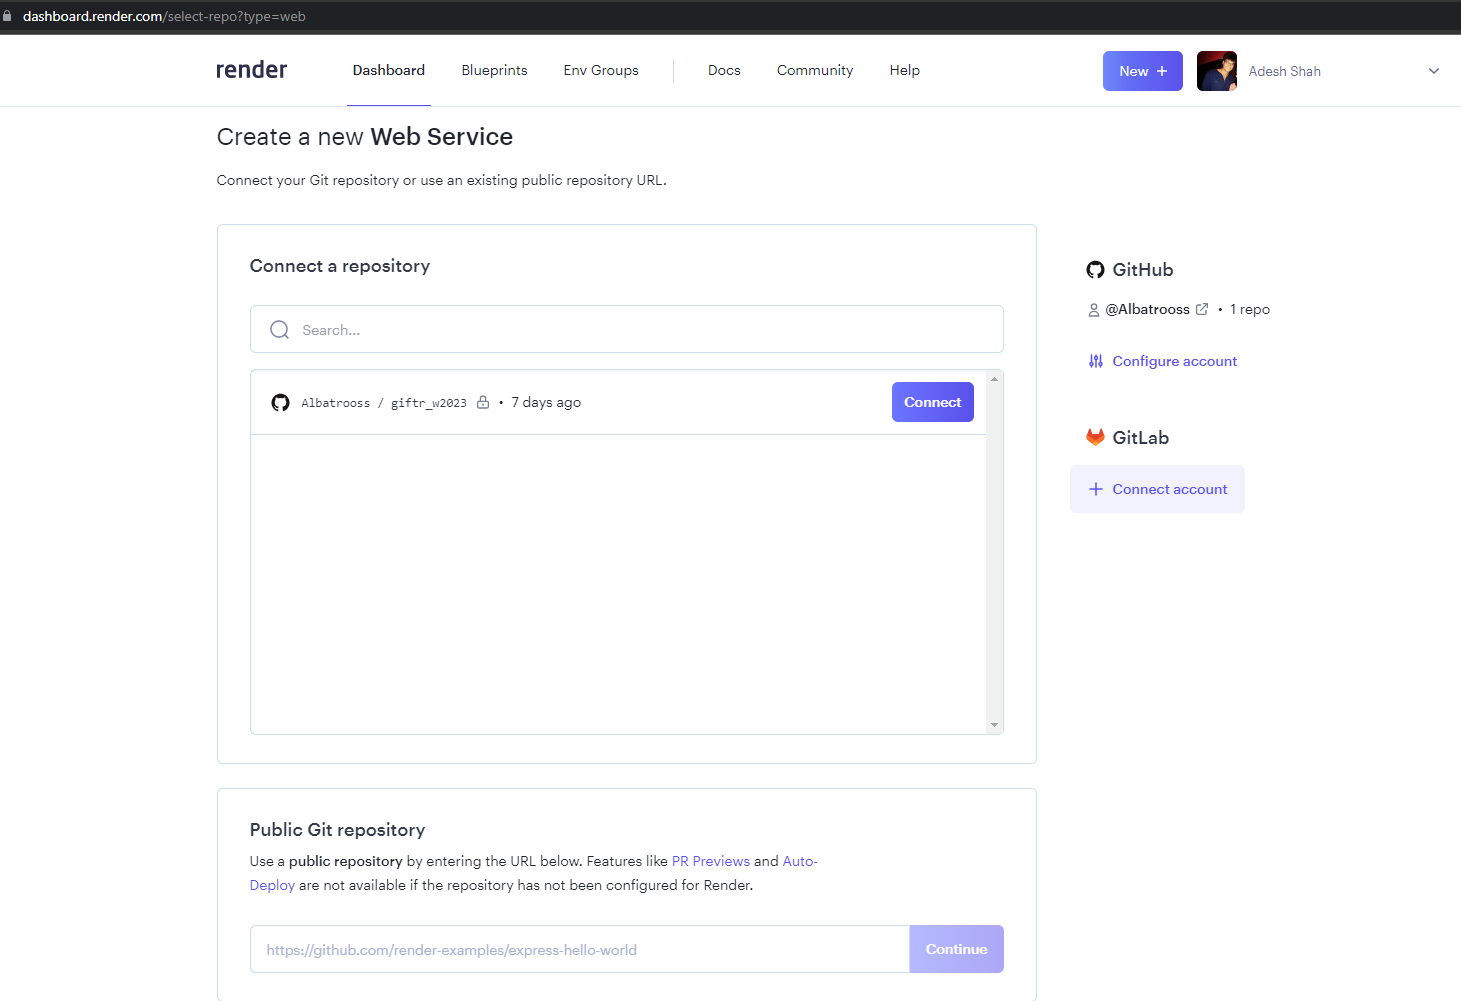 dashboard.render.com/select-repo?type=web
render Dashboard Blueprints Env Groups Docs Community Help New + Adesh Shah
Create a new Web Service
Connect your Git repository or use an existing public repository URL.
Connect a repository
Search...
Albatrooss / giftr_w2023 • 7 days ago Connect
GitHub
@Albatrooss • 1 repo
Configure account
GitLab
+ Connect account
Public Git repository
Use a public repository by entering the URL below. Features like PR Previews and Auto-
Deploy are not available if the repository has not been configured for Render.
https://github.com/render-examples/express-hello-world Continue